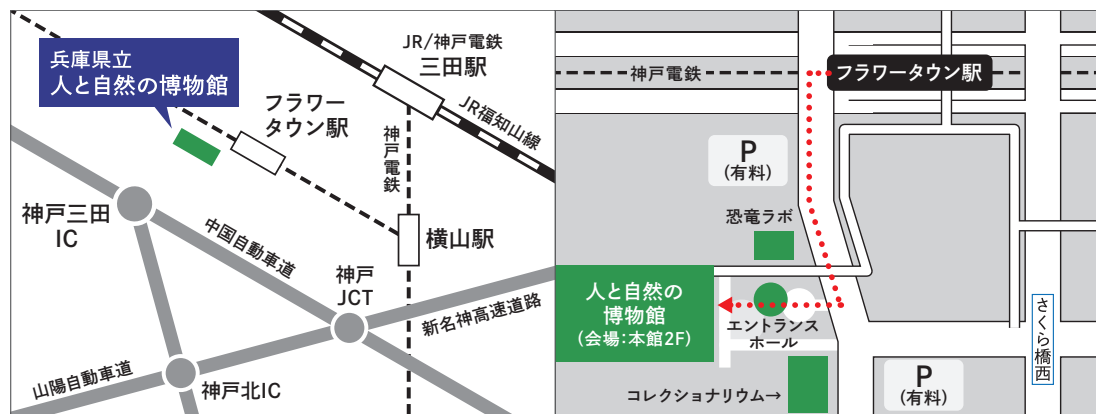 兵庫県立
人と自然の博物館
JR/神戸電鉄
三田駅
フラワー
タウン駅
JR福知山線
神戸電鉄
横山駅
神戸三田
IC
中国自動車道
神戸
JCT
新名神高速道路
山陽自動車道
神戸北IC
神戸電鉄
フラワータウン駅
P
(有料)
恐竜ラボ
人と自然の
博物館
(会場:本館2F)
エントランス
ホール
コレクショナリウム→
P
(有料)
さくら橋西